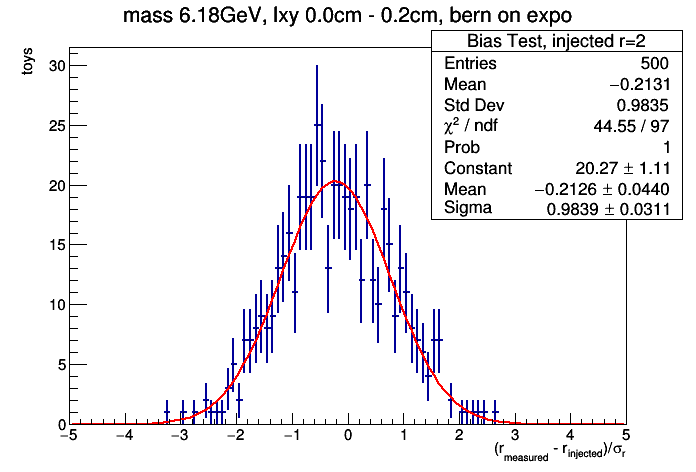 mass 6.18GeV, lxy 0.0cm - 0.2cm, bern on expo
Bias Test, injected r=2
Entries 500
Mean −0.2131
Std Dev 0.9835
χ² / ndf 44.55 / 97
Prob 1
Constant 20.27 ± 1.11
Mean −0.2126 ± 0.0440
Sigma 0.9839 ± 0.0311
toys
30
25
20
15
10
5
0
−5 −4 −3 −2 −1 0 1 2 3 4 5
(r_measured - r_injected)/σ_r